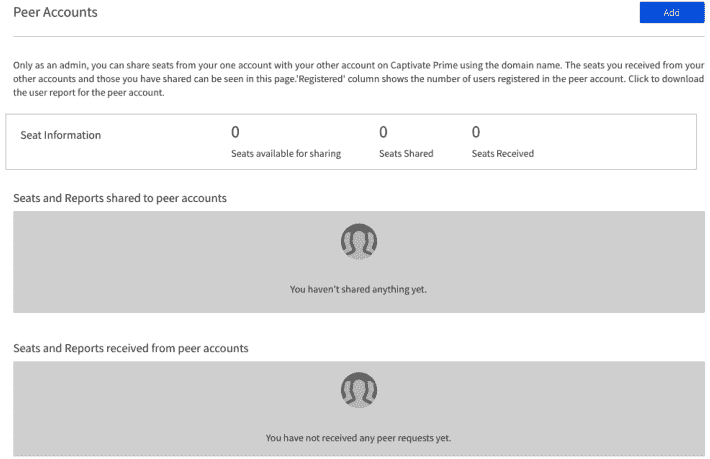 Peer Accounts
Add
Only as an admin, you can share seats from your one account with your other account on Captivate Prime using the domain name. The seats you received from your
other accounts and those you have shared can be seen in this page.'Registered' column shows the number of users registered in the peer account. Click to download
the user report for the peer account.
Seat Information
0
0
0
Seats available for sharing
Seats Shared
Seats Received
Seats and Reports shared to peer accounts
You haven't shared anything yet.
Seats and Reports received from peer accounts
You have not received any peer requests yet.